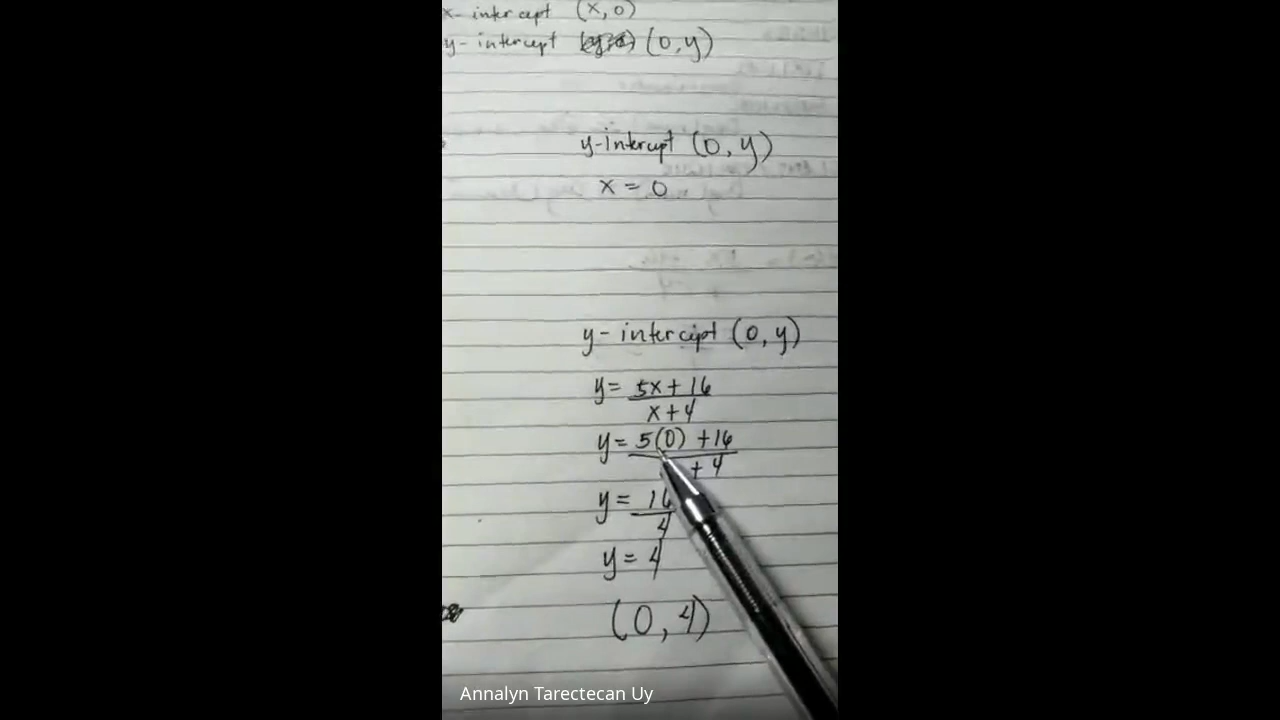 x-intercept (x,0)
y-intercept (0,y)
y-intercept (0,y)
x = 0
y-intercept (0,y)
y = 5x+16
x+4
y = 5(0) +16
+ 4
y = 16
4
y = 4
(0,4)
Annalyn Tarectecan Uy